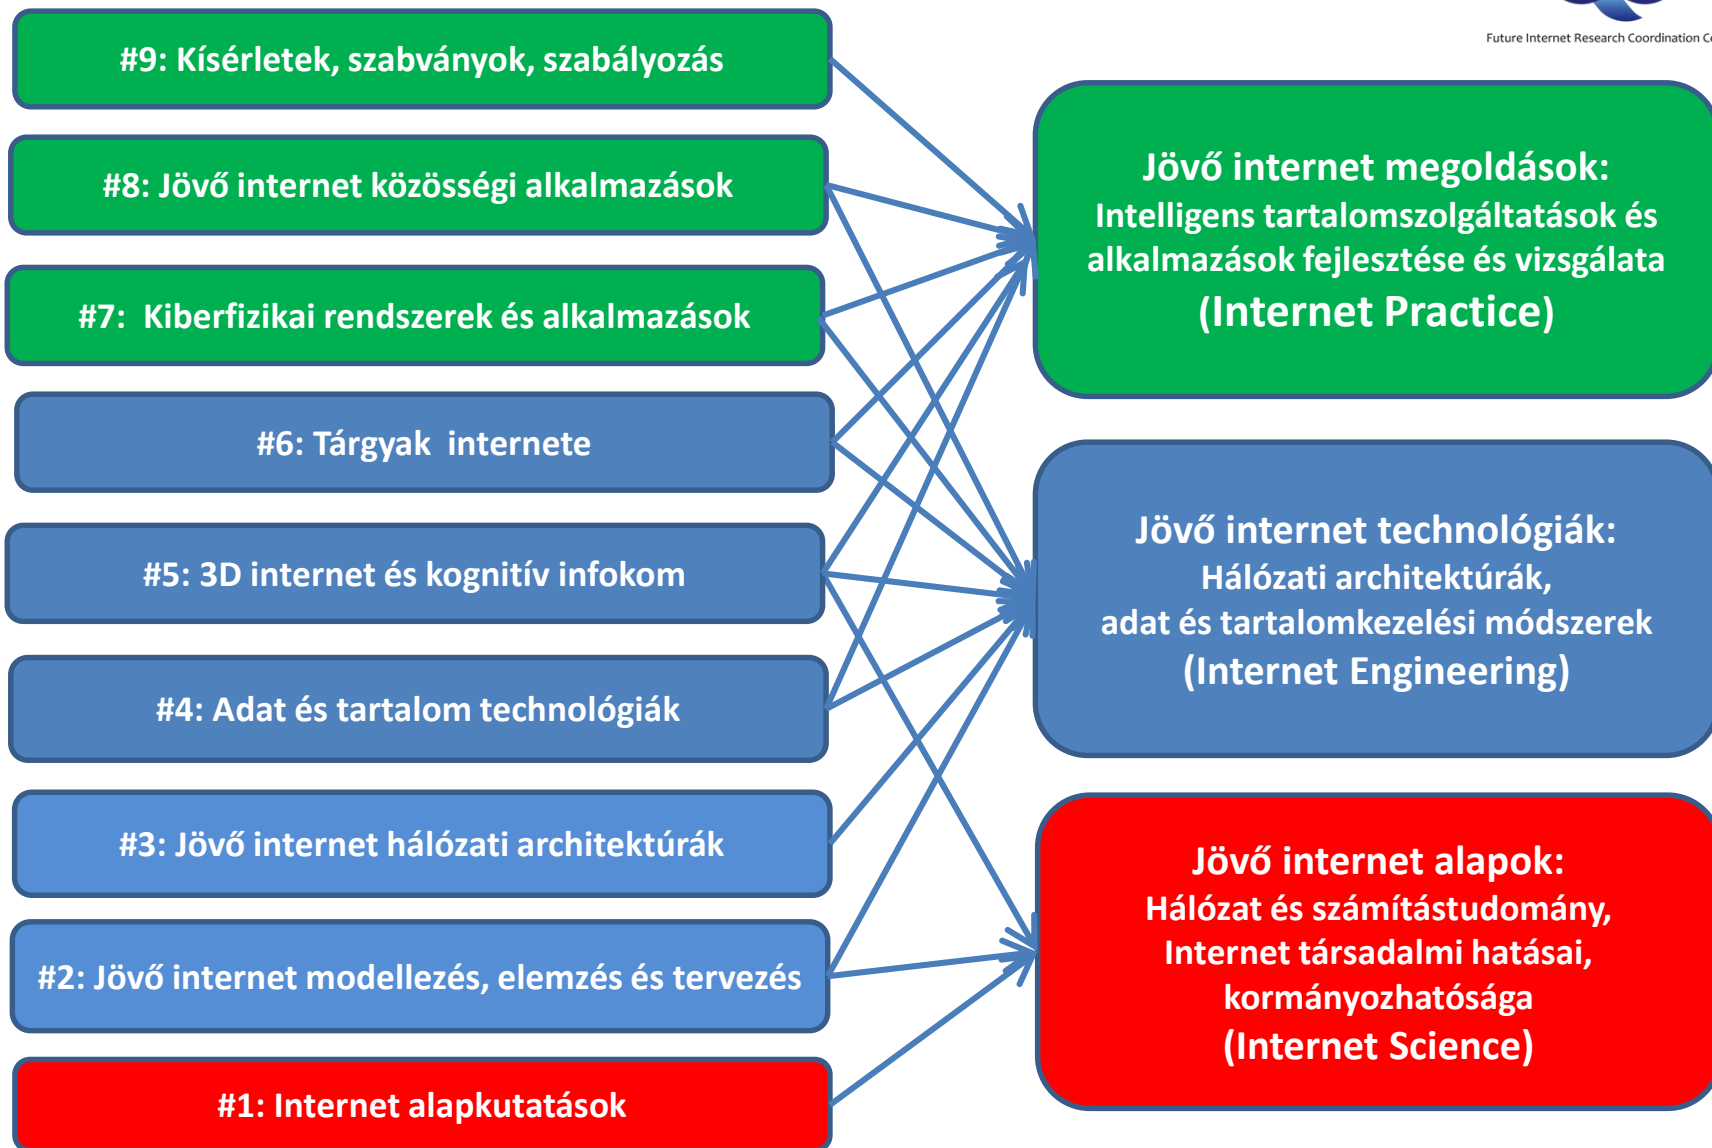 Future Internet Research Coordination
#9: Kísérletek, szabványok, szabályozás
#8: Jövő internet közösségi alkalmazások
#7: Kiberfizikai rendszerek és alkalmazások
#6: Tárgyak internete
#5: 3D internet és kognitív infokom
#4: Adat és tartalom technológiák
#3: Jövő internet hálózati architektúrák
#2: Jövő internet modellezés, elemzés és tervezés
#1: Internet alapkutatások
Jövő internet megoldások:
Intelligens tartalomszolgáltatások és
alkalmazások fejlesztése és vizsgálata
(Internet Practice)
Jövő internet technológiák:
Hálózati architektúrák,
adat és tartalomkezelési módszerek
(Internet Engineering)
Jövő internet alapok:
Hálózat és számítástudomány,
Internet társadalmi hatásai,
kormányozhatósága
(Internet Science)